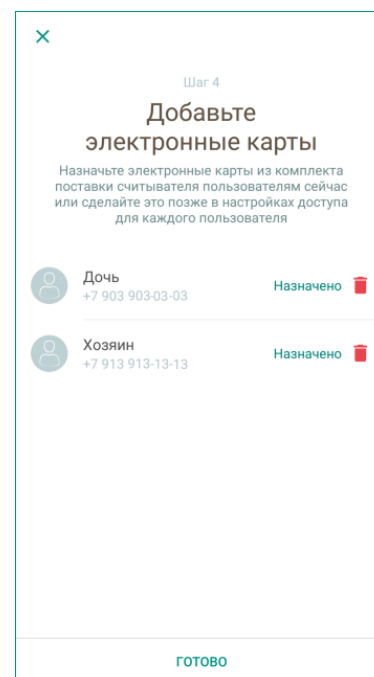 Шаг 4
Добавьте
электронные карты
Назначьте электронные карты из комплекта
поставки считывателя пользователям сейчас
или сделайте это позже в настройках доступа
для каждого пользователя
Дочь
+7 903 903-03-03
Назначено
Хозяин
+7 913 913-13-13
Назначено
ГОТОВО